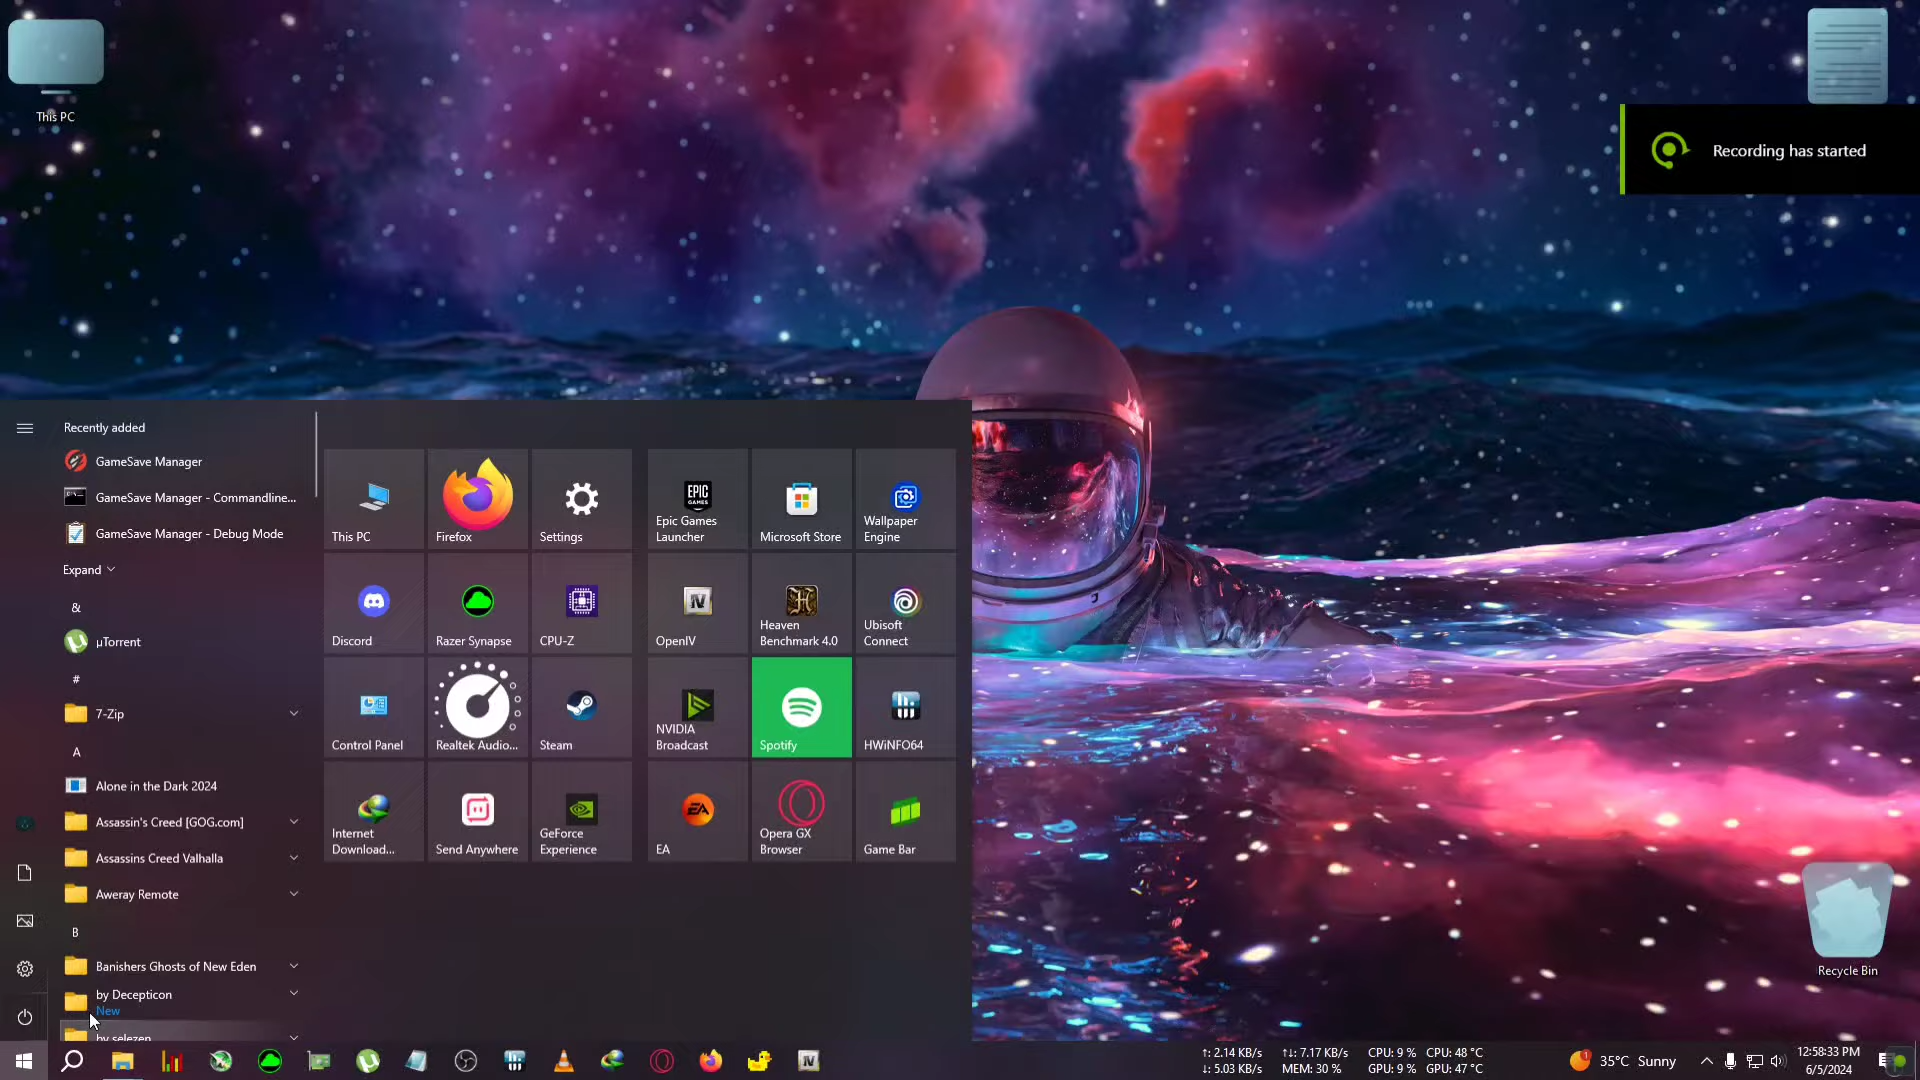 This PC
Recording has started
Recently added
GameSave Manager
GameSave Manager - Commandline...
GameSave Manager - Debug Mode
Expand
&
µTorrent
#
7-Zip
A
Alone in the Dark 2024
Assassin's Creed [GOG.com]
Assassins Creed Valhalla
Aweray Remote
B
Banishers Ghosts of New Eden
by Decepticon
New
by selezen
This PC
Firefox
Settings
EPIC
GAMES
Epic Games
Launcher
Microsoft Store
Wallpaper
Engine
Discord
Razer Synapse
CPU-Z
IV
OpenIV
Heaven
Benchmark 4.0
Ubisoft
Connect
Control Panel
Realtek Audio...
Steam
NVIDIA
Broadcast
Spotify
HWiNFO64
Internet
Download...
Send Anywhere
GeForce
Experience
EA
EA
Opera GX
Browser
Game Bar
Recycle Bin
↑: 2.14 KB/s
↓: 5.03 KB/s
↑↓: 7.17 KB/s
MEM: 30 %
CPU: 9 % CPU: 48 °C
GPU: 9 % GPU: 47 °C
1
35°C Sunny
12:58:33 PM
6/5/2024
IV